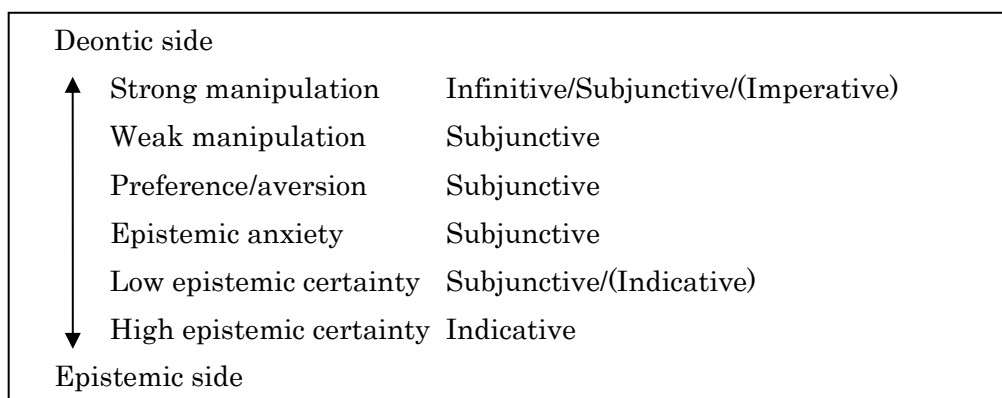 Deontic side
Strong manipulation Infinitive/Subjunctive/(Imperative)
Weak manipulation Subjunctive
Preference/aversion Subjunctive
Epistemic anxiety Subjunctive
Low epistemic certainty Subjunctive/(Indicative)
High epistemic certainty Indicative
Epistemic side